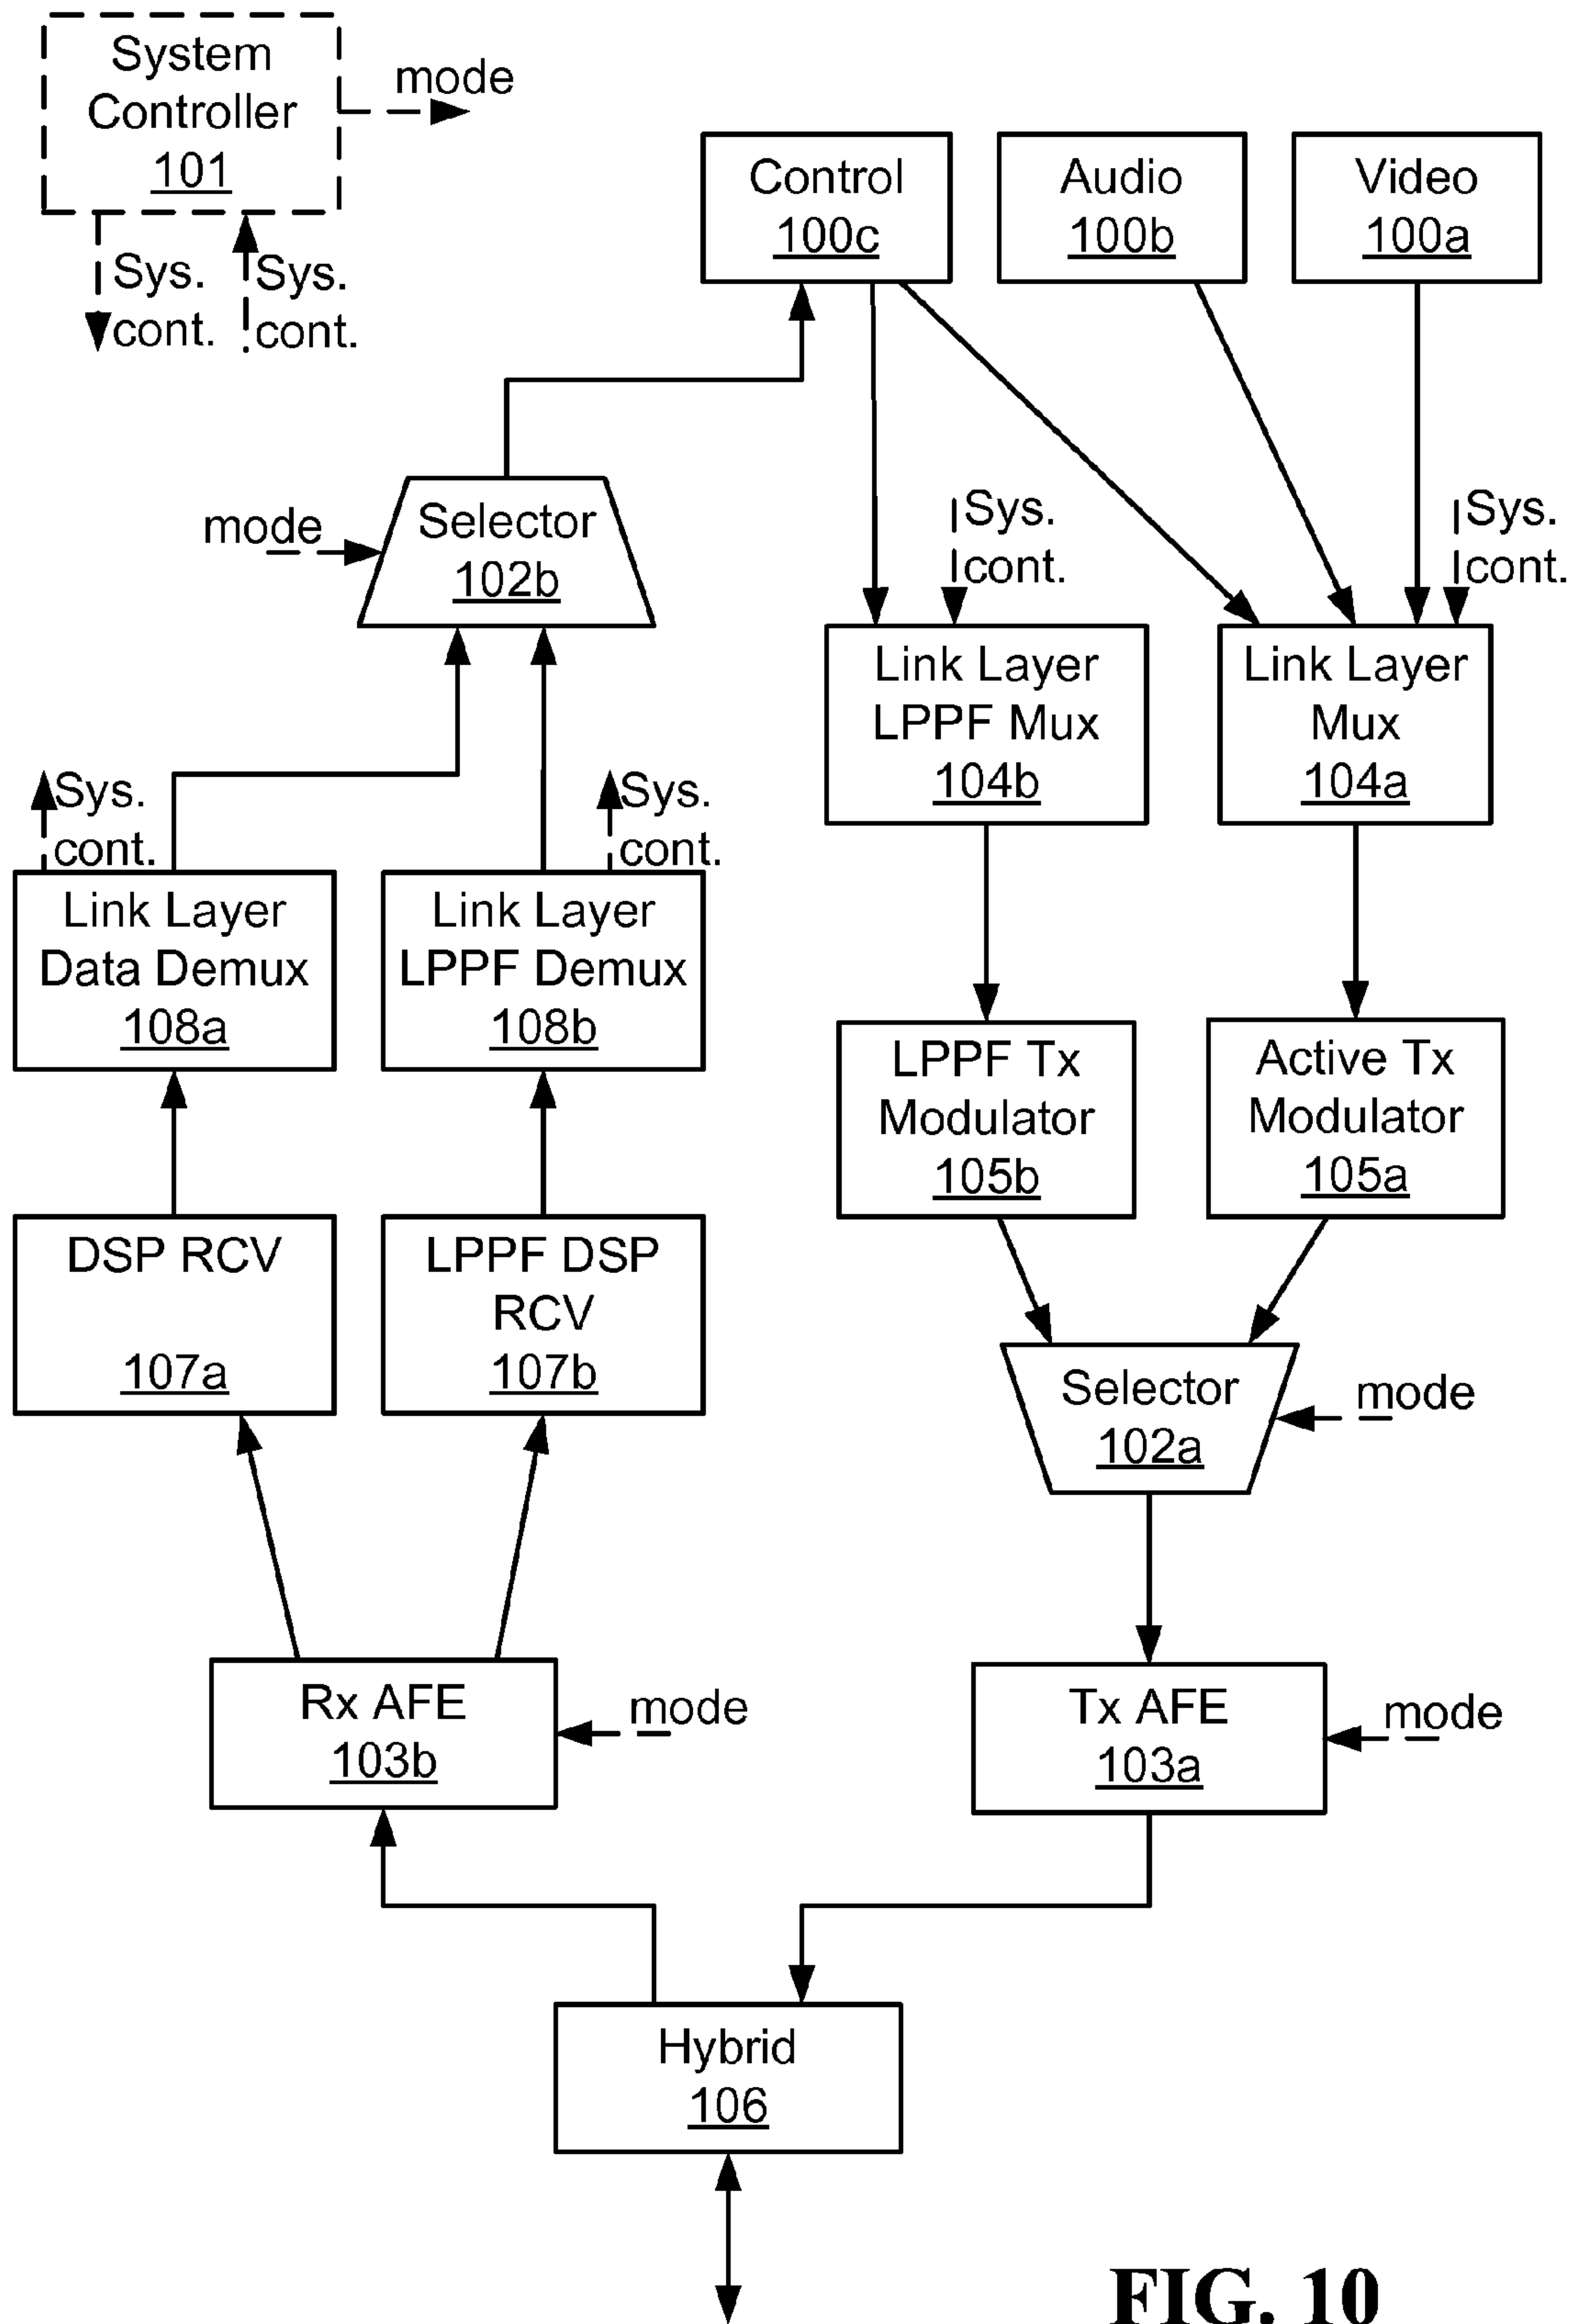 System
Controller
101
mode
Sys.
cont.
Sys.
cont.
Control
100c
Audio
100b
Video
100a
mode
Selector
102b
Sys.
cont.
Sys.
cont.
Link Layer
LPPF Mux
104b
Link Layer
Mux
104a
Sys.
cont.
Sys.
cont.
Link Layer
Data Demux
108a
Link Layer
LPPF Demux
108b
LPPF Tx
Modulator
105b
Active Tx
Modulator
105a
DSP RCV
107a
LPPF DSP
RCV
107b
Selector
102a
mode
Rx AFE
103b
mode
Tx AFE
103a
mode
Hybrid
106
FIG. 10